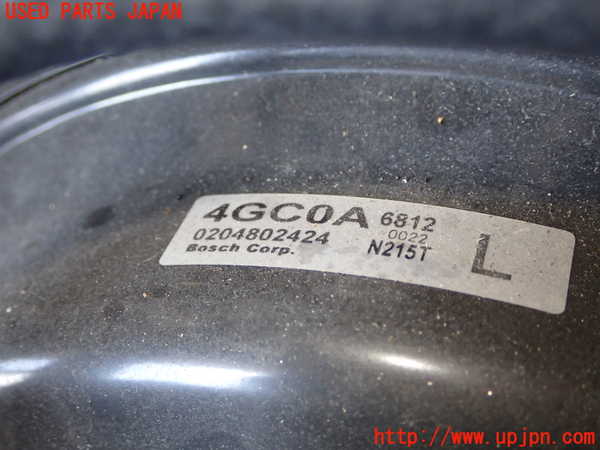 USED PARTS JAPAN
4GC0A 6812
0204802424 0022
Bosch Corp. N215T L
http://www.upjpn.com/